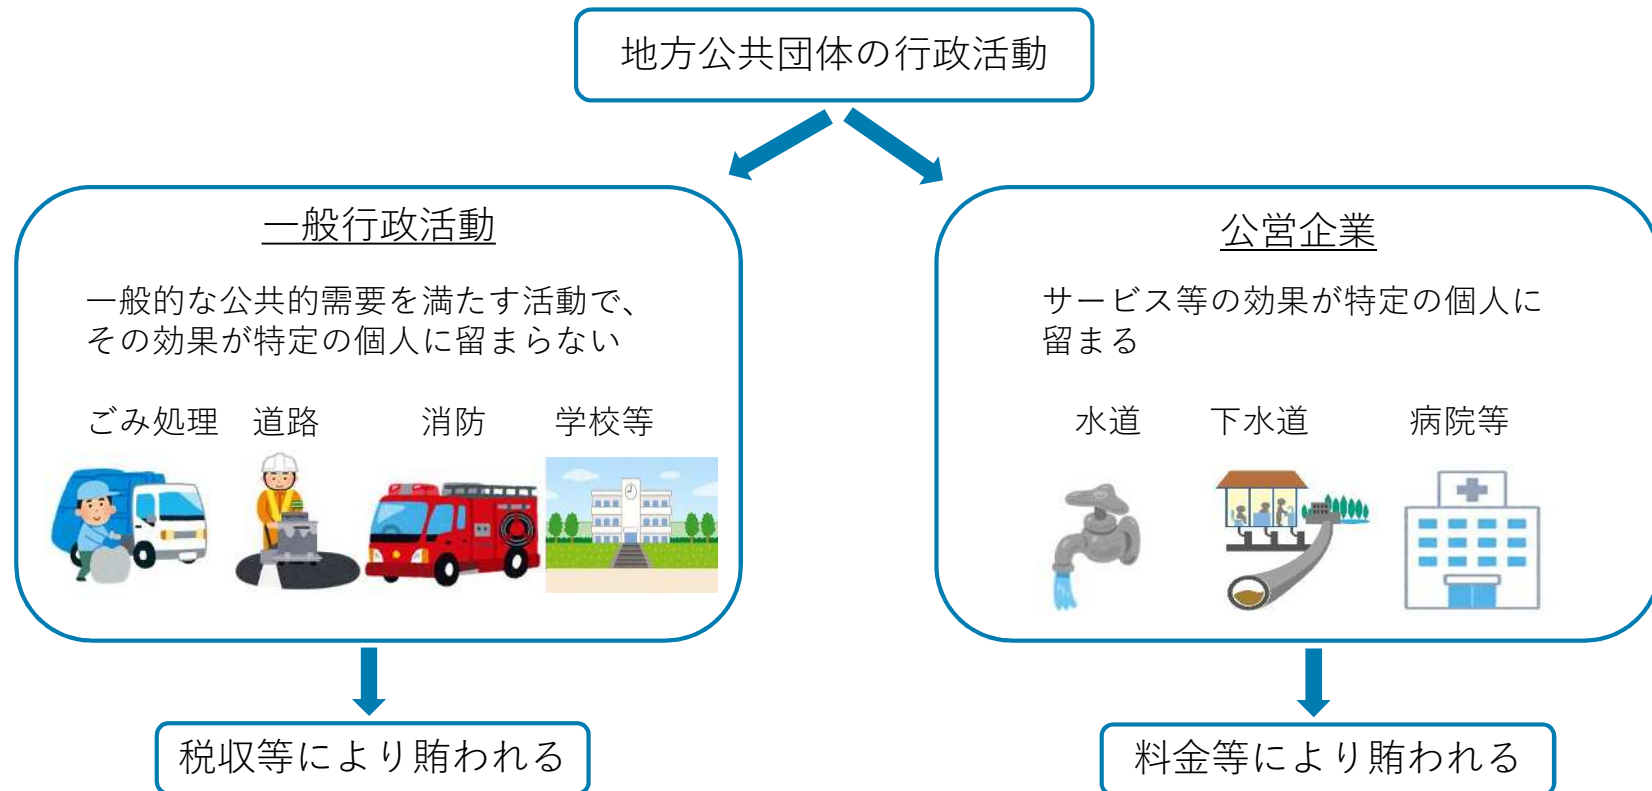 地方公共団体の行政活動
一般行政活動
一般的な公共的需要を満たす活動で、
その効果が特定の個人に留まらない
ごみ処理 道路 消防 学校等
税収等により賄われる
公営企業
サービス等の効果が特定の個人に
留まる
水道 下水道 病院等
料金等により賄われる